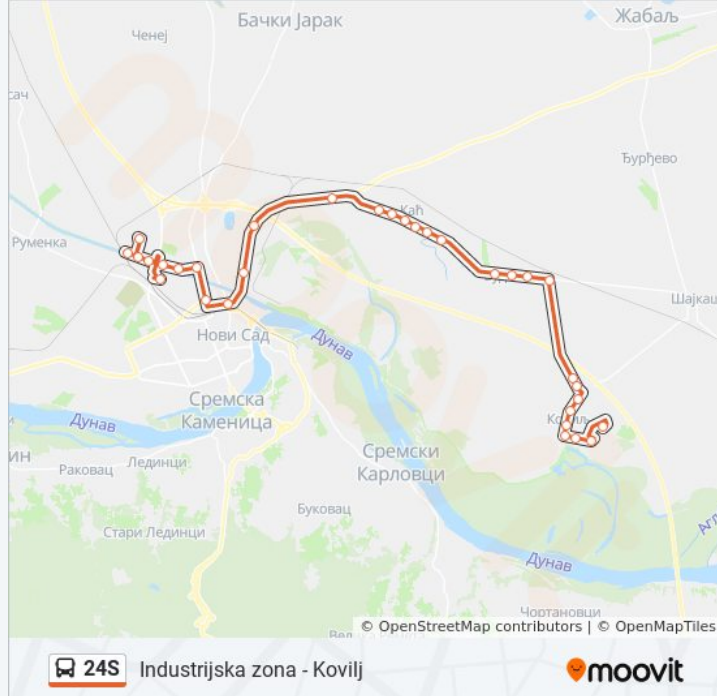 Жабаљ
Бачки Јарак
Ченеј
сач
Ђурђево
Каћ
Руменка
Шајкаш
Нови Сад
Дунав
Сремска
Каменица
Дунав
ин
Раковац
Лединци
Сремски
Карловци
Буковац
Стари Лединци
Дунав
Чортановци
© OpenStreetMap contributors | © OpenMapTiles
24S Industrijska zona - Kovilj
moovit